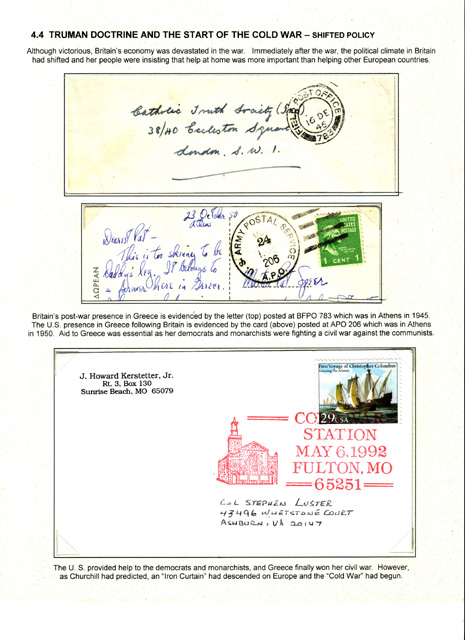 4.4 TRUMAN DOCTRINE AND THE START OF THE COLD WAR – SHIFTED POLICY
Although victorious, Britain's economy was devastated in the war. Immediately after the war, the political climate in Britain
had shifted and her people were insisting that help at home was more important than helping other European countries.
Catholic Truth Society
38/40 Eccleston Square
London, S.W.1.
FIELD POST OFFICE
16 DE
45
783
23 October 50
Athens
Dearest Pat –
This is too skinny to be
Daddy's leg. It belongs to
a farmer here in Greece.
ΔΩΡΕΑΝ
U.S. ARMY POSTAL SERVICE
24
206
A.P.O.
UNITED STATES POSTAGE
1 CENT 1
Britain's post-war presence in Greece is evidenced by the letter (top) posted at BFPO 783 which was in Athens in 1945.
The U.S. presence in Greece following Britain is evidenced by the card (above) posted at APO 206 which was in Athens
in 1950. Aid to Greece was essential as her democrats and monarchists were fighting a civil war against the communists.
J. Howard Kerstetter, Jr.
Rt. 3, Box 130
Sunrise Beach, MO 65079
First Voyage of Christopher Columbus
29 USA
COLD WAR
STATION
MAY 6, 1992
FULTON, MO
65251
COL STEPHEN LUSTER
43496 WHETSTONE COURT
ASHBURN, VA 20147
The U. S. provided help to the democrats and monarchists, and Greece finally won her civil war. However,
as Churchill had predicted, an "Iron Curtain" had descended on Europe and the "Cold War" had begun.